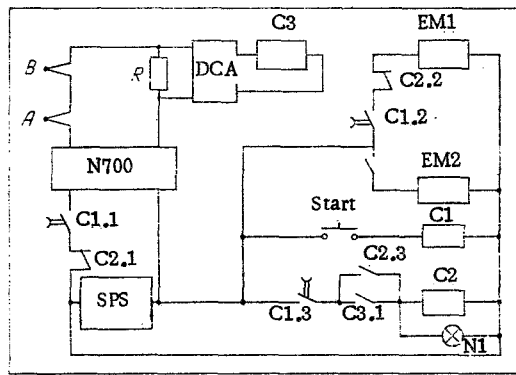 C3
EM1
B
R
DCA
C2.2
A
C1.2
N700
EM2
Start
C1
C1.1
C2.3
C2.1
SPS
C2
C1.3
C3.1
N1